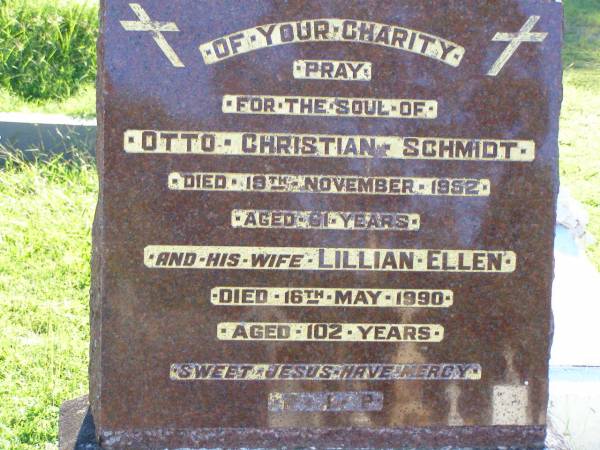 OF · YOUR · CHARITY
PRAY
FOR · THE · SOUL · OF
OTTO · CHRISTIAN · SCHMIDT
DIED · 19TH · NOVEMBER · 1952
AGED · 61 · YEARS
AND · HIS · WIFE · LILLIAN · ELLEN
DIED · 16TH · MAY · 1990
AGED · 102 · YEARS
SWEET · JESUS · HAVE · MERCY